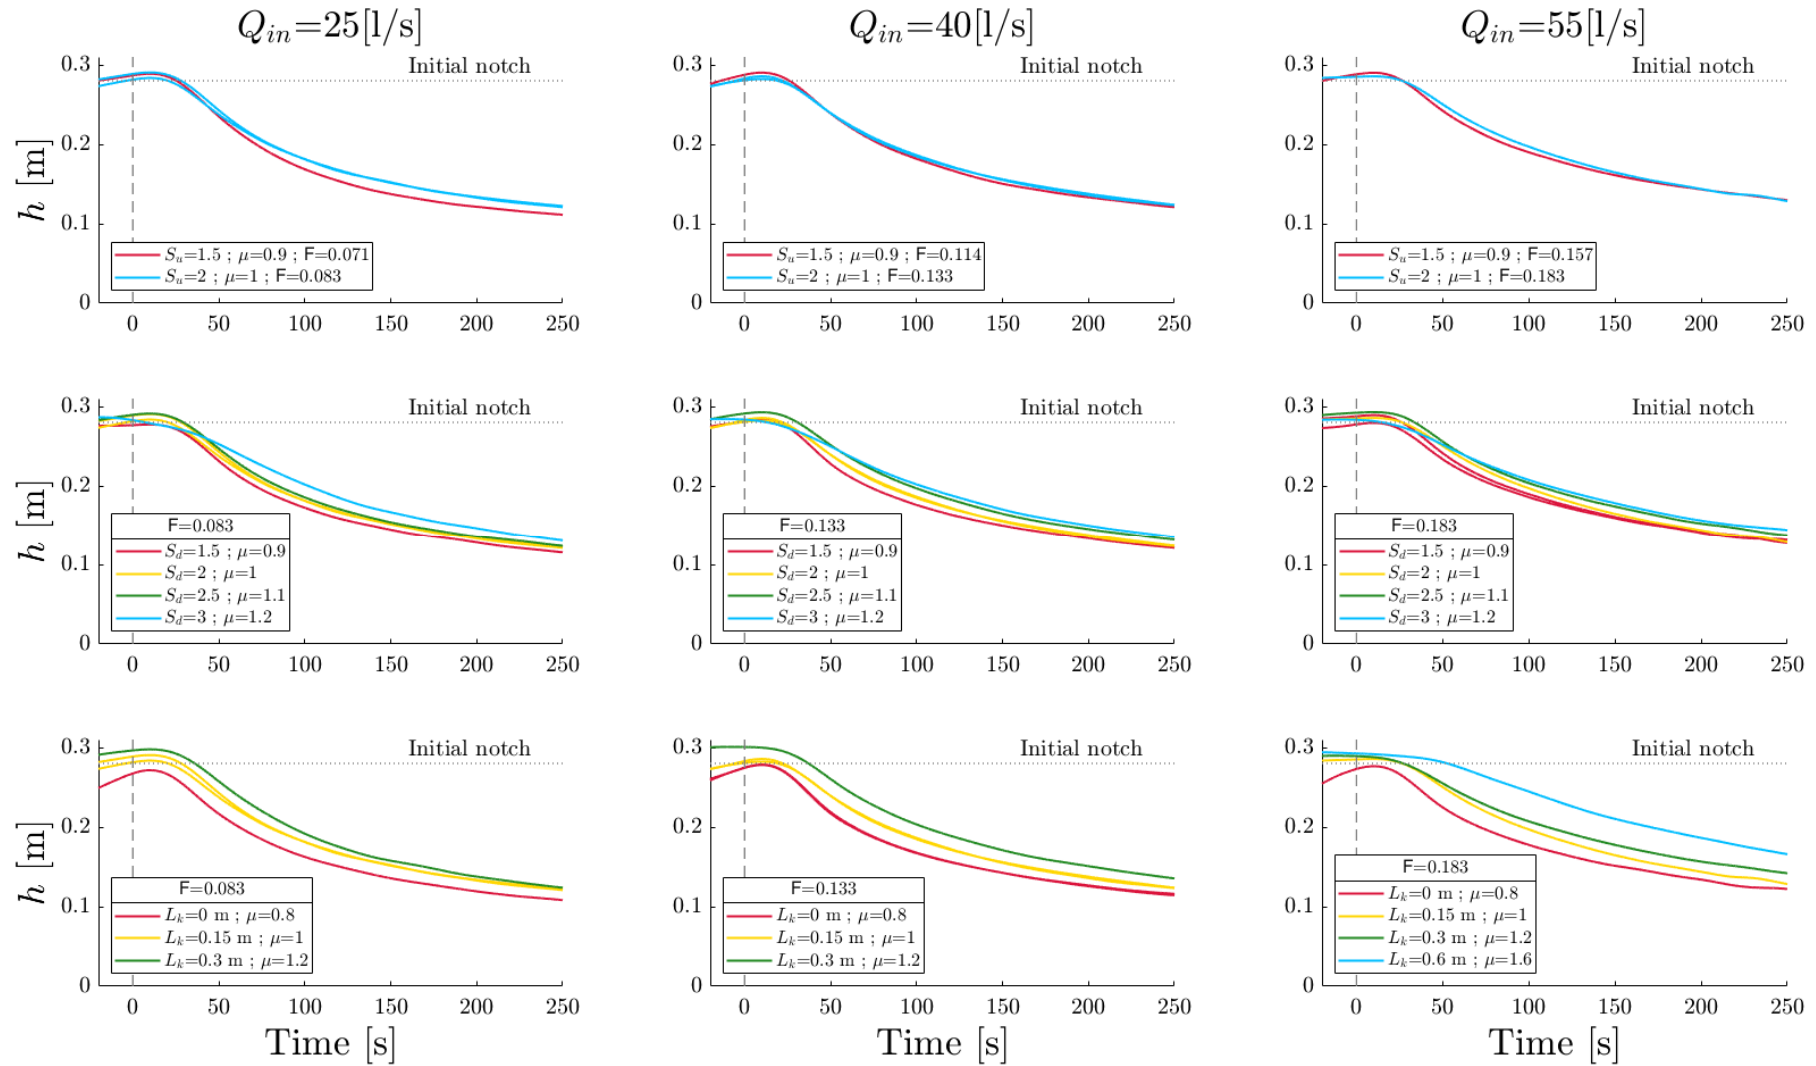 Q_in=25[l/s]
Q_in=40[l/s]
Q_in=55[l/s]
h [m]
0.3
0.2
0.1
0
Initial notch
S_u=1.5 ; μ=0.9 ; F=0.071
S_u=2 ; μ=1 ; F=0.083
0 50 100 150 200 250
0.3
0.2
0.1
0
Initial notch
S_u=1.5 ; μ=0.9 ; F=0.114
S_u=2 ; μ=1 ; F=0.133
0 50 100 150 200 250
0.3
0.2
0.1
0
Initial notch
S_u=1.5 ; μ=0.9 ; F=0.157
S_u=2 ; μ=1 ; F=0.183
0 50 100 150 200 250
h [m]
0.3
0.2
0.1
0
Initial notch
F=0.083
S_d=1.5 ; μ=0.9
S_d=2 ; μ=1
S_d=2.5 ; μ=1.1
S_d=3 ; μ=1.2
0 50 100 150 200 250
0.3
0.2
0.1
0
Initial notch
F=0.133
S_d=1.5 ; μ=0.9
S_d=2 ; μ=1
S_d=2.5 ; μ=1.1
S_d=3 ; μ=1.2
0 50 100 150 200 250
0.3
0.2
0.1
0
Initial notch
F=0.183
S_d=1.5 ; μ=0.9
S_d=2 ; μ=1
S_d=2.5 ; μ=1.1
S_d=3 ; μ=1.2
0 50 100 150 200 250
h [m]
0.3
0.2
0.1
0
Initial notch
F=0.083
L_k=0 m ; μ=0.8
L_k=0.15 m ; μ=1
L_k=0.3 m ; μ=1.2
0 50 100 150 200 250
Time [s]
0.3
0.2
0.1
0
Initial notch
F=0.133
L_k=0 m ; μ=0.8
L_k=0.15 m ; μ=1
L_k=0.3 m ; μ=1.2
0 50 100 150 200 250
Time [s]
0.3
0.2
0.1
0
Initial notch
F=0.183
L_k=0 m ; μ=0.8
L_k=0.15 m ; μ=1
L_k=0.3 m ; μ=1.2
L_k=0.6 m ; μ=1.6
0 50 100 150 200 250
Time [s]